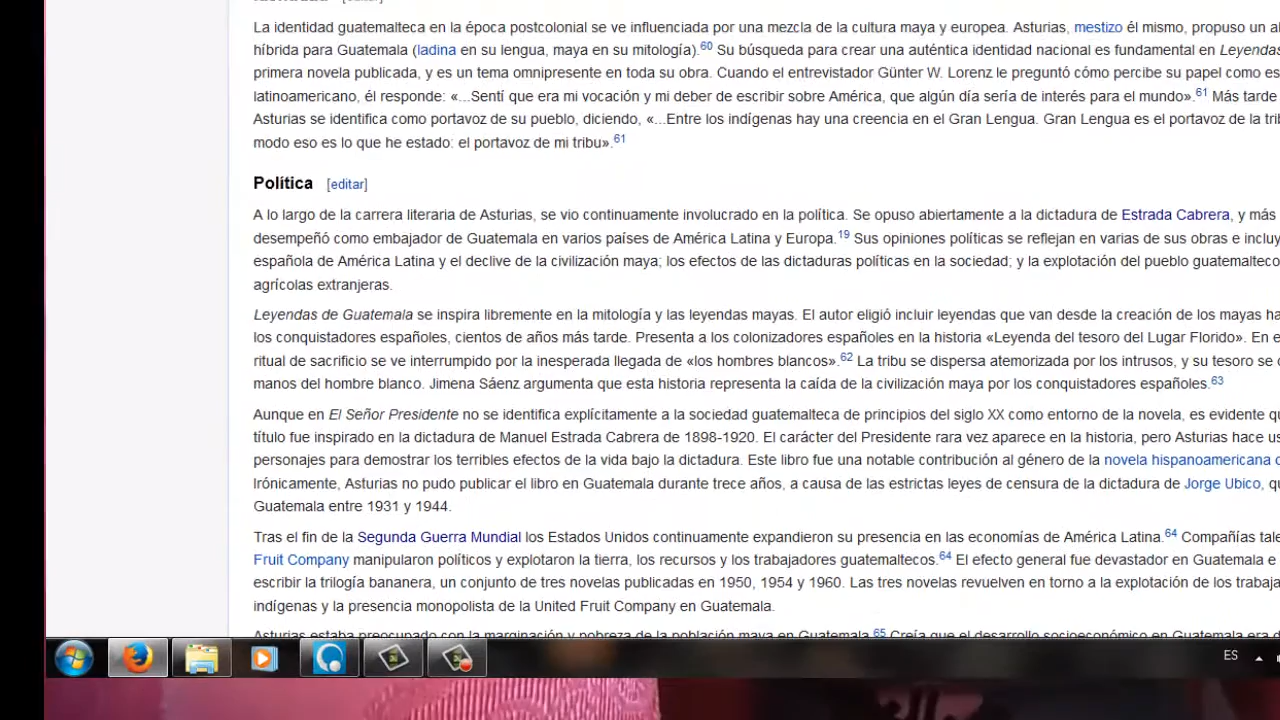 La identidad guatemalteca en la época postcolonial se ve influenciada por una mezcla de la cultura maya y europea. Asturias, mestizo él mismo, propuso un al
híbrida para Guatemala (ladina en su lengua, maya en su mitología).60 Su búsqueda para crear una auténtica identidad nacional es fundamental en Leyendas
primera novela publicada, y es un tema omnipresente en toda su obra. Cuando el entrevistador Günter W. Lorenz le preguntó cómo percibe su papel como es
latinoamericano, él responde: «...Sentí que era mi vocación y mi deber de escribir sobre América, que algún día sería de interés para el mundo».61 Más tarde
Asturias se identifica como portavoz de su pueblo, diciendo, «...Entre los indígenas hay una creencia en el Gran Lengua. Gran Lengua es el portavoz de la trib
modo eso es lo que he estado: el portavoz de mi tribu».61
Política [editar]
A lo largo de la carrera literaria de Asturias, se vio continuamente involucrado en la política. Se opuso abiertamente a la dictadura de Estrada Cabrera, y más
desempeñó como embajador de Guatemala en varios países de América Latina y Europa.19 Sus opiniones políticas se reflejan en varias de sus obras e incluy
española de América Latina y el declive de la civilización maya; los efectos de las dictaduras políticas en la sociedad; y la explotación del pueblo guatemalteco
agrícolas extranjeras.
Leyendas de Guatemala se inspira libremente en la mitología y las leyendas mayas. El autor eligió incluir leyendas que van desde la creación de los mayas ha
los conquistadores españoles, cientos de años más tarde. Presenta a los colonizadores españoles en la historia «Leyenda del tesoro del Lugar Florido». En e
ritual de sacrificio se ve interrumpido por la inesperada llegada de «los hombres blancos».62 La tribu se dispersa atemorizada por los intrusos, y su tesoro se
manos del hombre blanco. Jimena Sáenz argumenta que esta historia representa la caída de la civilización maya por los conquistadores españoles.63
Aunque en El Señor Presidente no se identifica explícitamente a la sociedad guatemalteca de principios del siglo XX como entorno de la novela, es evidente qu
título fue inspirado en la dictadura de Manuel Estrada Cabrera de 1898-1920. El carácter del Presidente rara vez aparece en la historia, pero Asturias hace us
personajes para demostrar los terribles efectos de la vida bajo la dictadura. Este libro fue una notable contribución al género de la novela hispanoamericana
Irónicamente, Asturias no pudo publicar el libro en Guatemala durante trece años, a causa de las estrictas leyes de censura de la dictadura de Jorge Ubico, qu
Guatemala entre 1931 y 1944.
Tras el fin de la Segunda Guerra Mundial los Estados Unidos continuamente expandieron su presencia en las economías de América Latina.64 Compañías tale
Fruit Company manipularon políticos y explotaron la tierra, los recursos y los trabajadores guatemaltecos.64 El efecto general fue devastador en Guatemala e
escribir la trilogía bananera, un conjunto de tres novelas publicadas en 1950, 1954 y 1960. Las tres novelas revuelven en torno a la explotación de los trabaja
indígenas y la presencia monopolista de la United Fruit Company en Guatemala.
Asturias estaba preocupado con la marginación y pobreza de la población maya en Guatemala.65 Creía que el desarrollo socioeconómico en Guatemala era d
ES